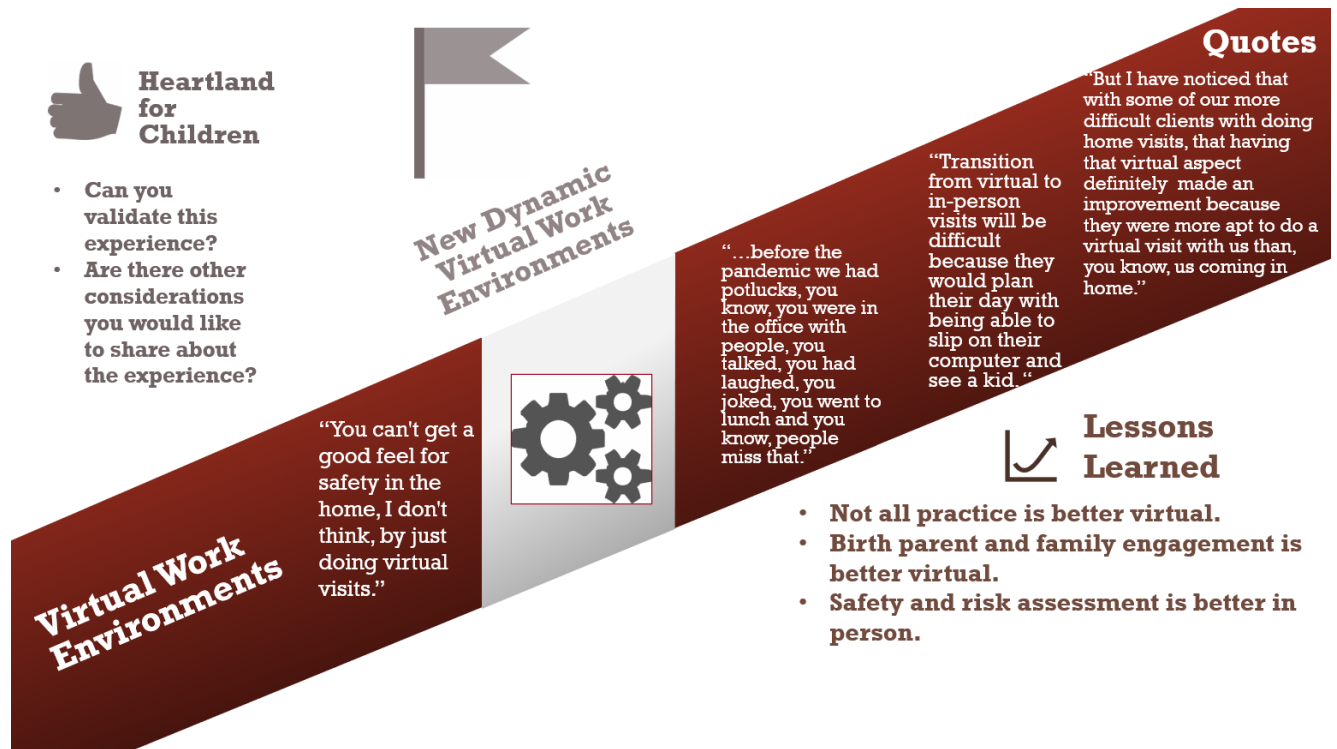 Heartland
for
Children
• Can you
validate this
experience?
• Are there other
considerations
you would like
to share about
the experience?
New Dynamic
Virtual Work
Environments
Virtual Work
Environments
“You can't get a
good feel for
safety in the
home, I don't
think, by just
doing virtual
visits.”
“…before the
pandemic we had
potlucks, you
know, you were in
the office with
people, you
talked, you had
laughed, you
joked, you went to
lunch and you
know, people
miss that.”
“Transition
from virtual to
in-person
visits will be
difficult
because they
would plan
their day with
being able to
slip on their
computer and
see a kid. “
Quotes
“But I have noticed that
with some of our more
difficult clients with doing
home visits, that having
that virtual aspect
definitely made an
improvement because
they were more apt to do a
virtual visit with us than,
you know, us coming in
home.”
Lessons
Learned
• Not all practice is better virtual.
• Birth parent and family engagement is
better virtual.
• Safety and risk assessment is better in
person.